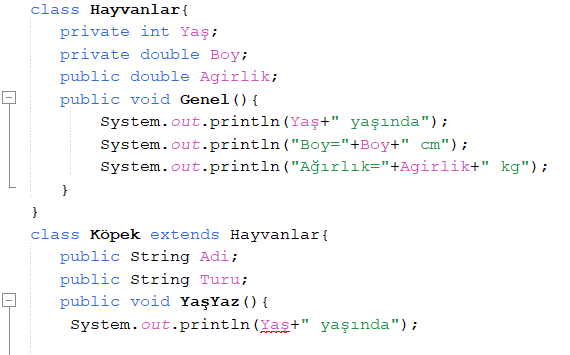 class Hayvanlar{
private int Yaş;
private double Boy;
public double Agirlik;
public void Genel(){
System.out.println(Yaş+" yaşında");
System.out.println("Boy="+Boy+" cm");
System.out.println("Ağırlık="+Agirlik+" kg");
}
}
class Köpek extends Hayvanlar{
public String Adi;
public String Turu;
public void YaşYaz(){
System.out.println(Yaş+" yaşında");